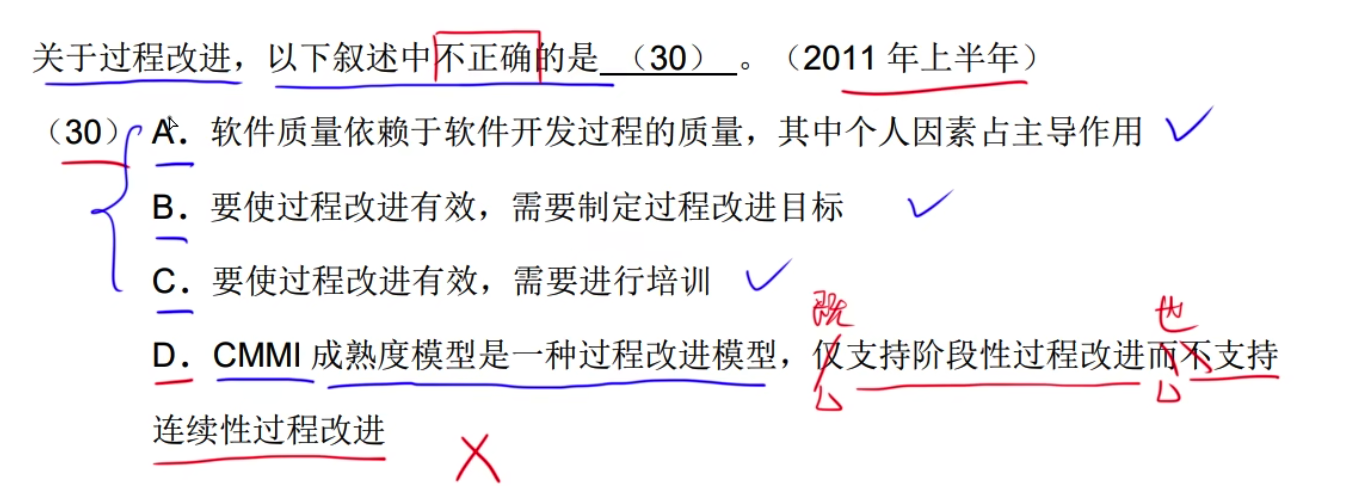 关于过程改进，以下叙述中不正确的是 （30） 。（2011 年上半年）
（30）A．软件质量依赖于软件开发过程的质量，其中个人因素占主导作用
B．要使过程改进有效，需要制定过程改进目标
C．要使过程改进有效，需要进行培训
既 也
D．CMMI 成熟度模型是一种过程改进模型，仅支持阶段性过程改进而不支持
连续性过程改进